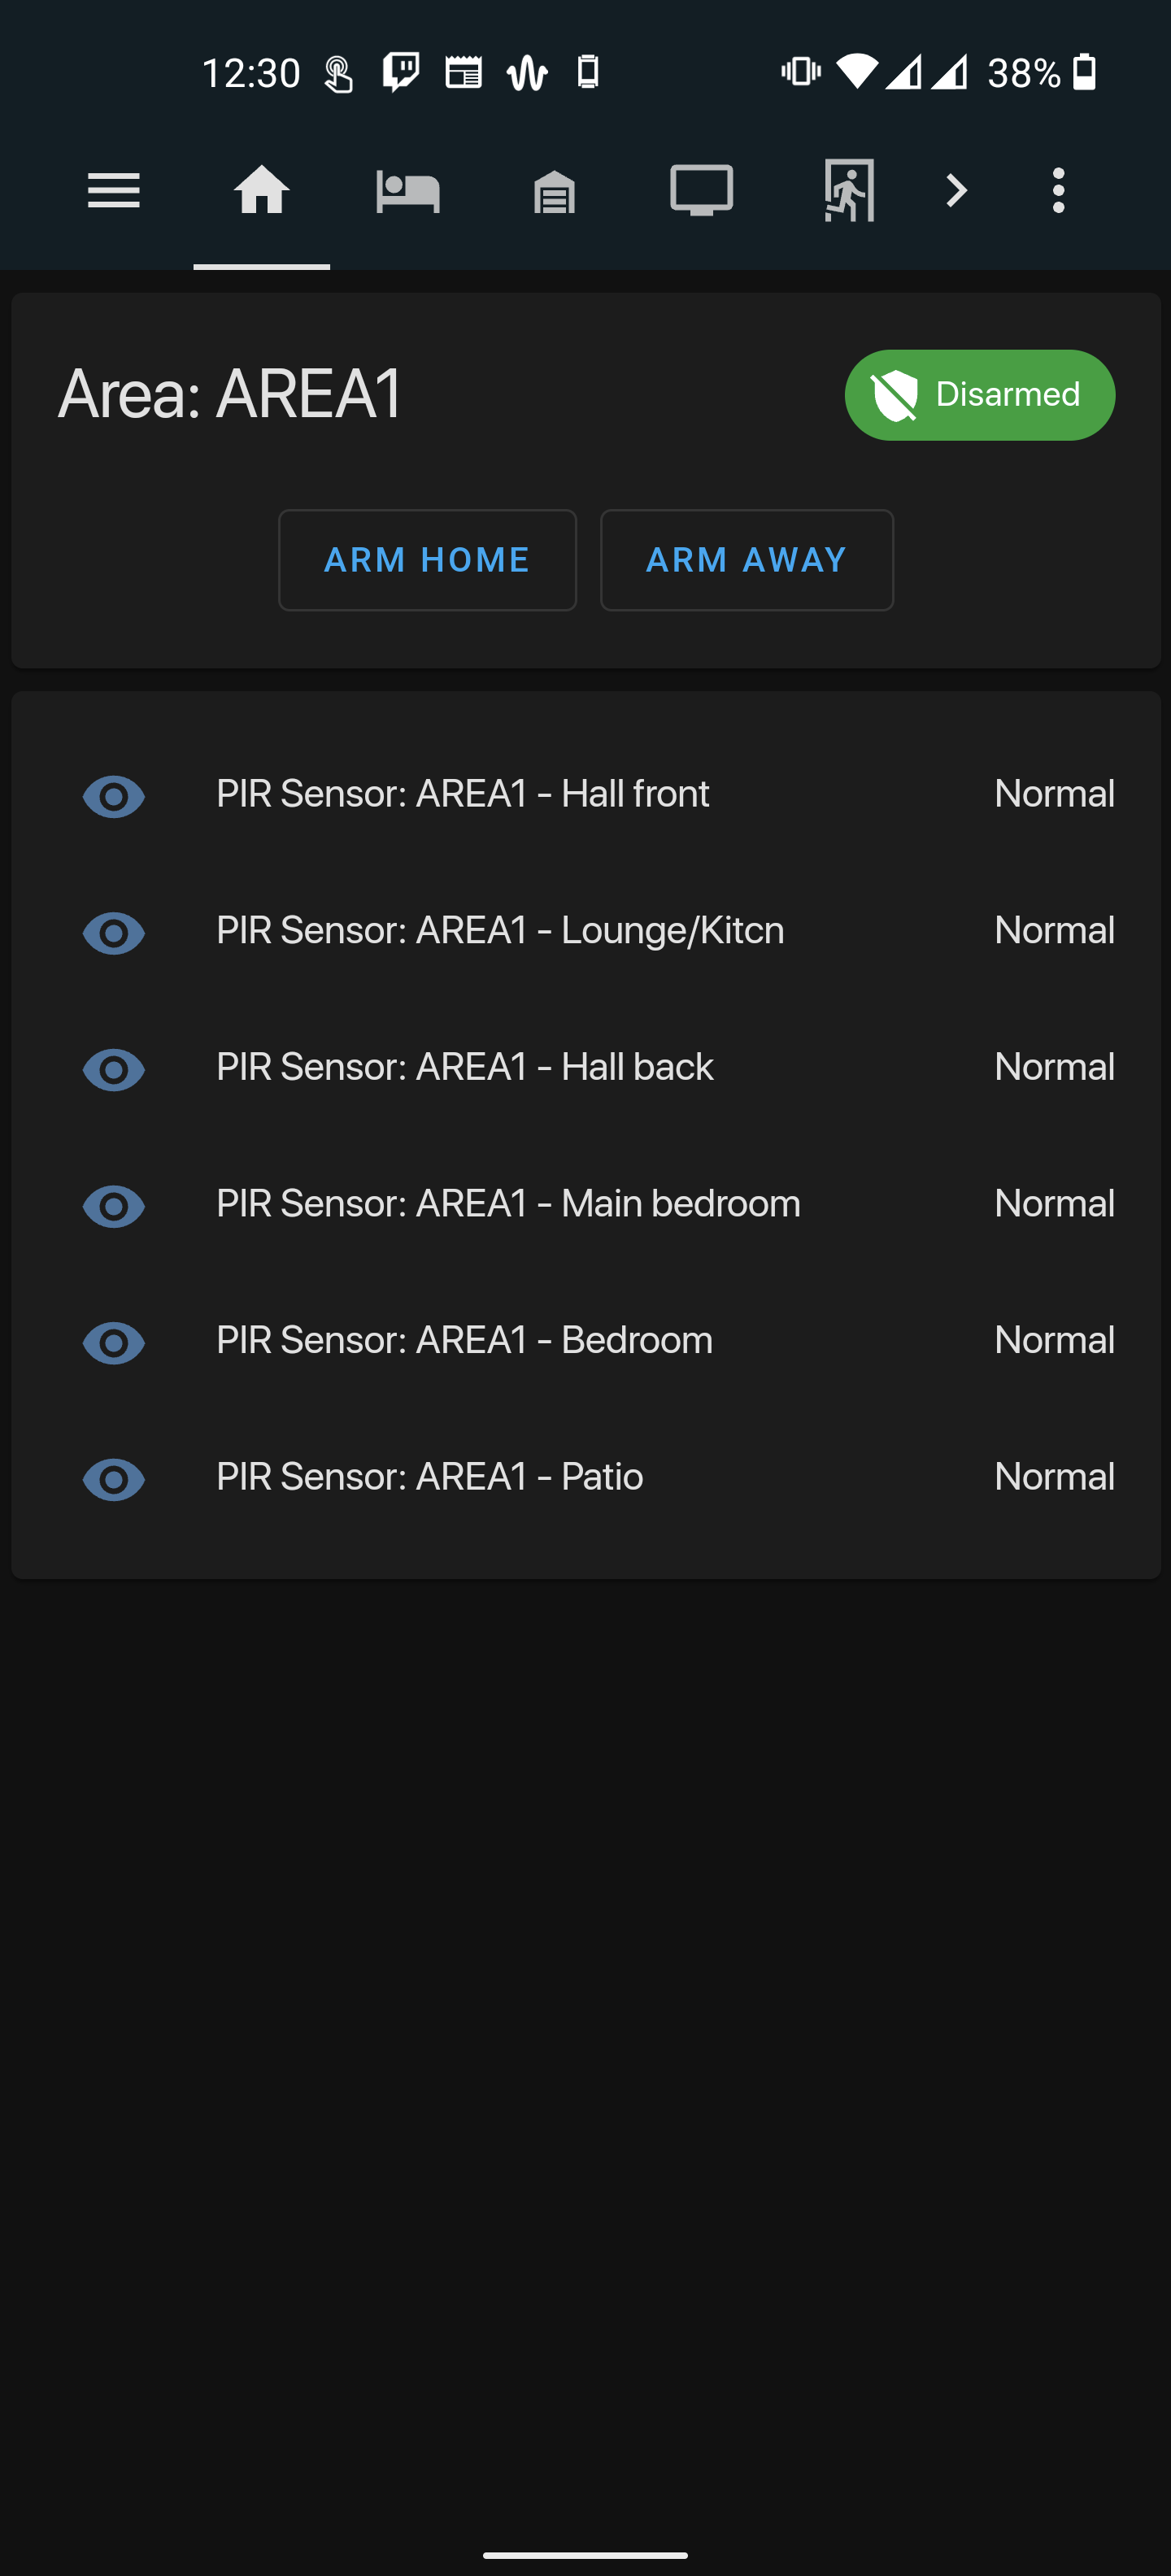 12:30 38%
Area: AREA1 Disarmed
ARM HOME ARM AWAY
PIR Sensor: AREA1 - Hall front Normal
PIR Sensor: AREA1 - Lounge/Kitcn Normal
PIR Sensor: AREA1 - Hall back Normal
PIR Sensor: AREA1 - Main bedroom Normal
PIR Sensor: AREA1 - Bedroom Normal
PIR Sensor: AREA1 - Patio Normal